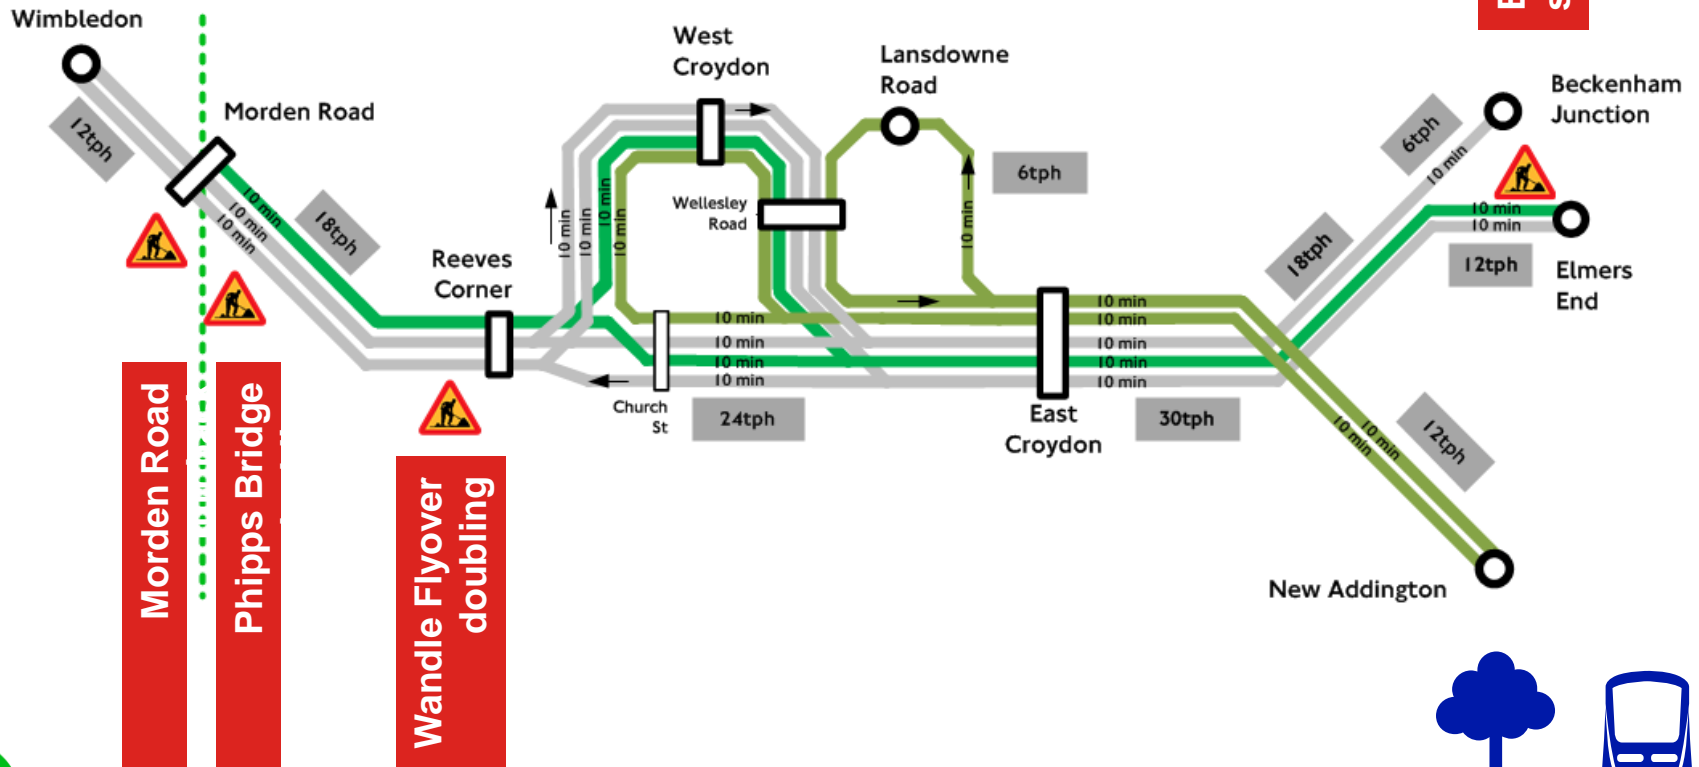 Wimbledon
12tph
Morden Road
10 min
10 min
10 min
18tph
Reeves
Corner
West
Croydon
10 min
10 min
10 min
10 min
Wellesley
Road
Lansdowne
Road
10 min
6tph
Church
St
10 min
10 min
10 min
10 min
24tph
East
Croydon
10 min
10 min
10 min
10 min
10 min
30tph
18tph
6tph
10 min
Beckenham
Junction
10 min
10 min
12tph
Elmers
End
10 min
10 min
12tph
New Addington
Morden Road
Phipps Bridge
Wandle Flyover
doubling